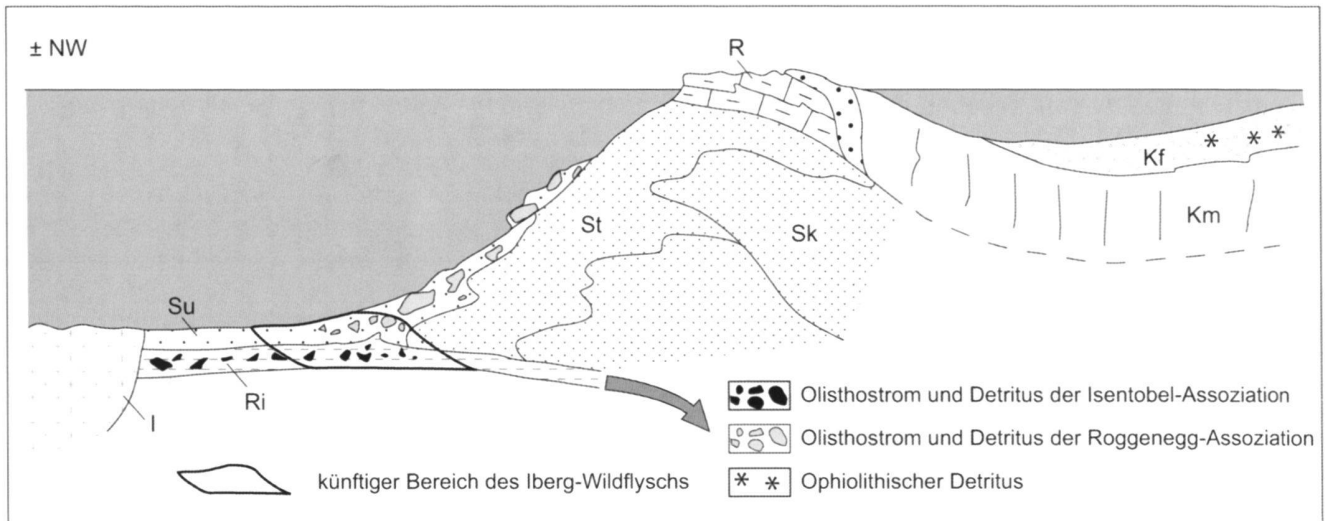 ± NW
R
Kf
Km
St
Sk
Su
Ri
I
Olisthostrom und Detritus der Isentobel-Assoziation
Olisthostrom und Detritus der Roggenegg-Assoziation
künftiger Bereich des Iberg-Wildflyschs
Ophiolithischer Detritus